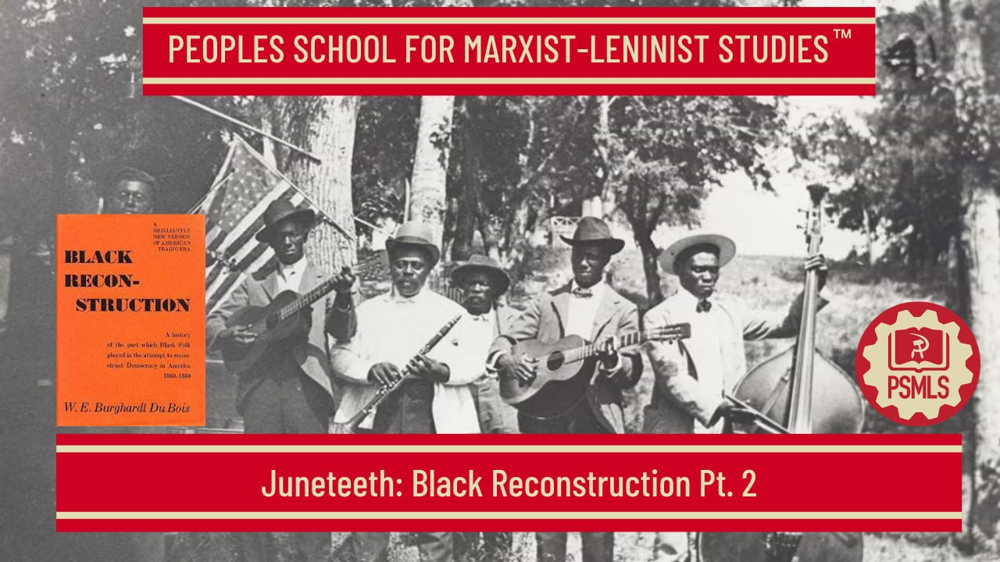 PEOPLES SCHOOL FOR MARXIST-LENINIST STUDIES™
A
BRILLIANTLY
NEW VERSION
OF AMERICA'S
TRAGIC ERA
BLACK
RECON-
STRUCTION
A history
of the part which Black Folk
played in the attempt to recon-
struct Democracy in America
1860-1880
W. E. Burghardt Du Bois
PSMLS
Juneteeth: Black Reconstruction Pt. 2